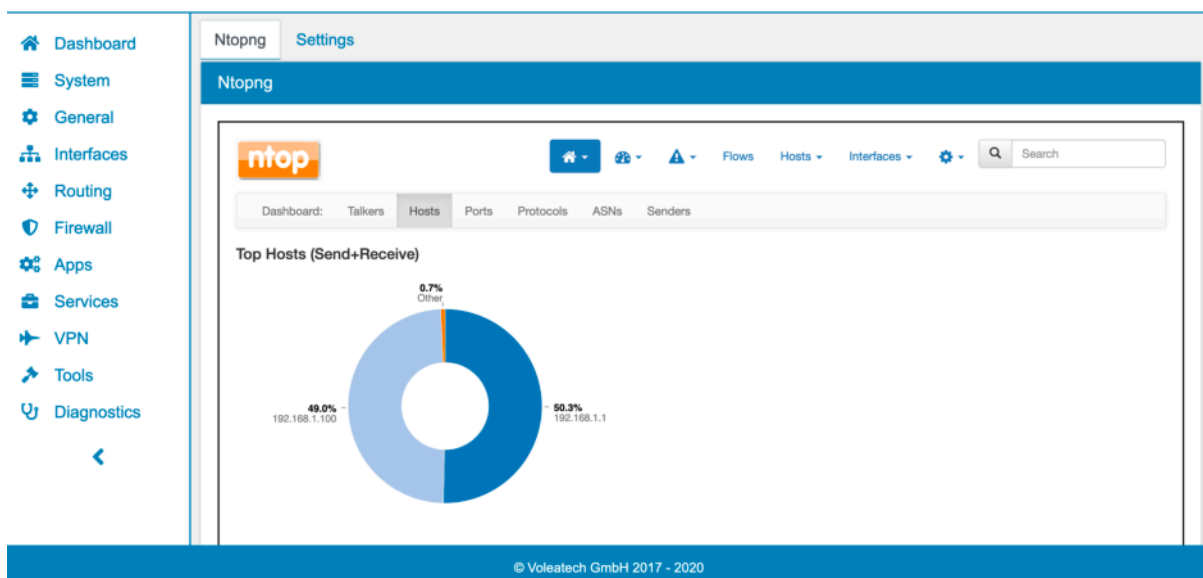 Dashboard
System
General
Interfaces
Routing
Firewall
Apps
Services
VPN
Tools
Diagnostics
Ntopng Settings
Ntopng
ntop
Flows Hosts Interfaces Search
Dashboard: Talkers Hosts Ports Protocols ASNs Senders
Top Hosts (Send+Receive)
0.7%
Other
49.0%
192.168.1.100
50.3%
192.168.1.1
© Voleatech GmbH 2017 - 2020